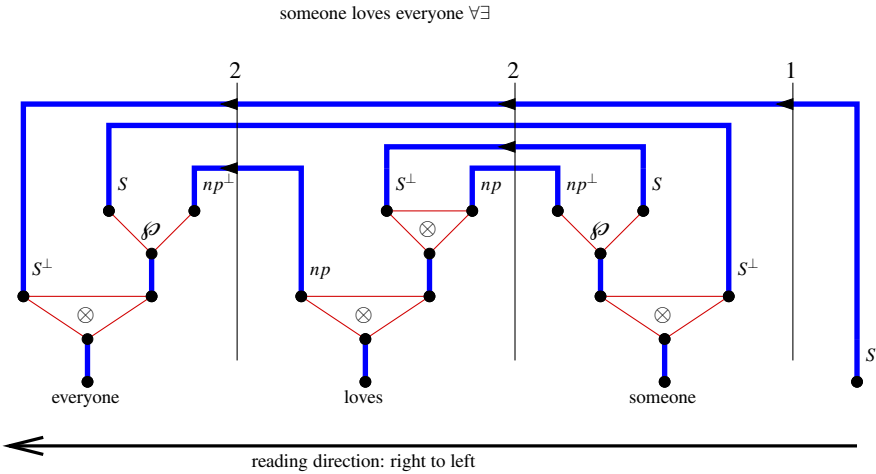 someone loves everyone ∀∃
2 2 1
S np⊥ S⊥ np np⊥ S
℘ ⊗ ℘
S⊥ np S⊥
⊗ ⊗ ⊗
S
everyone loves someone
reading direction: right to left